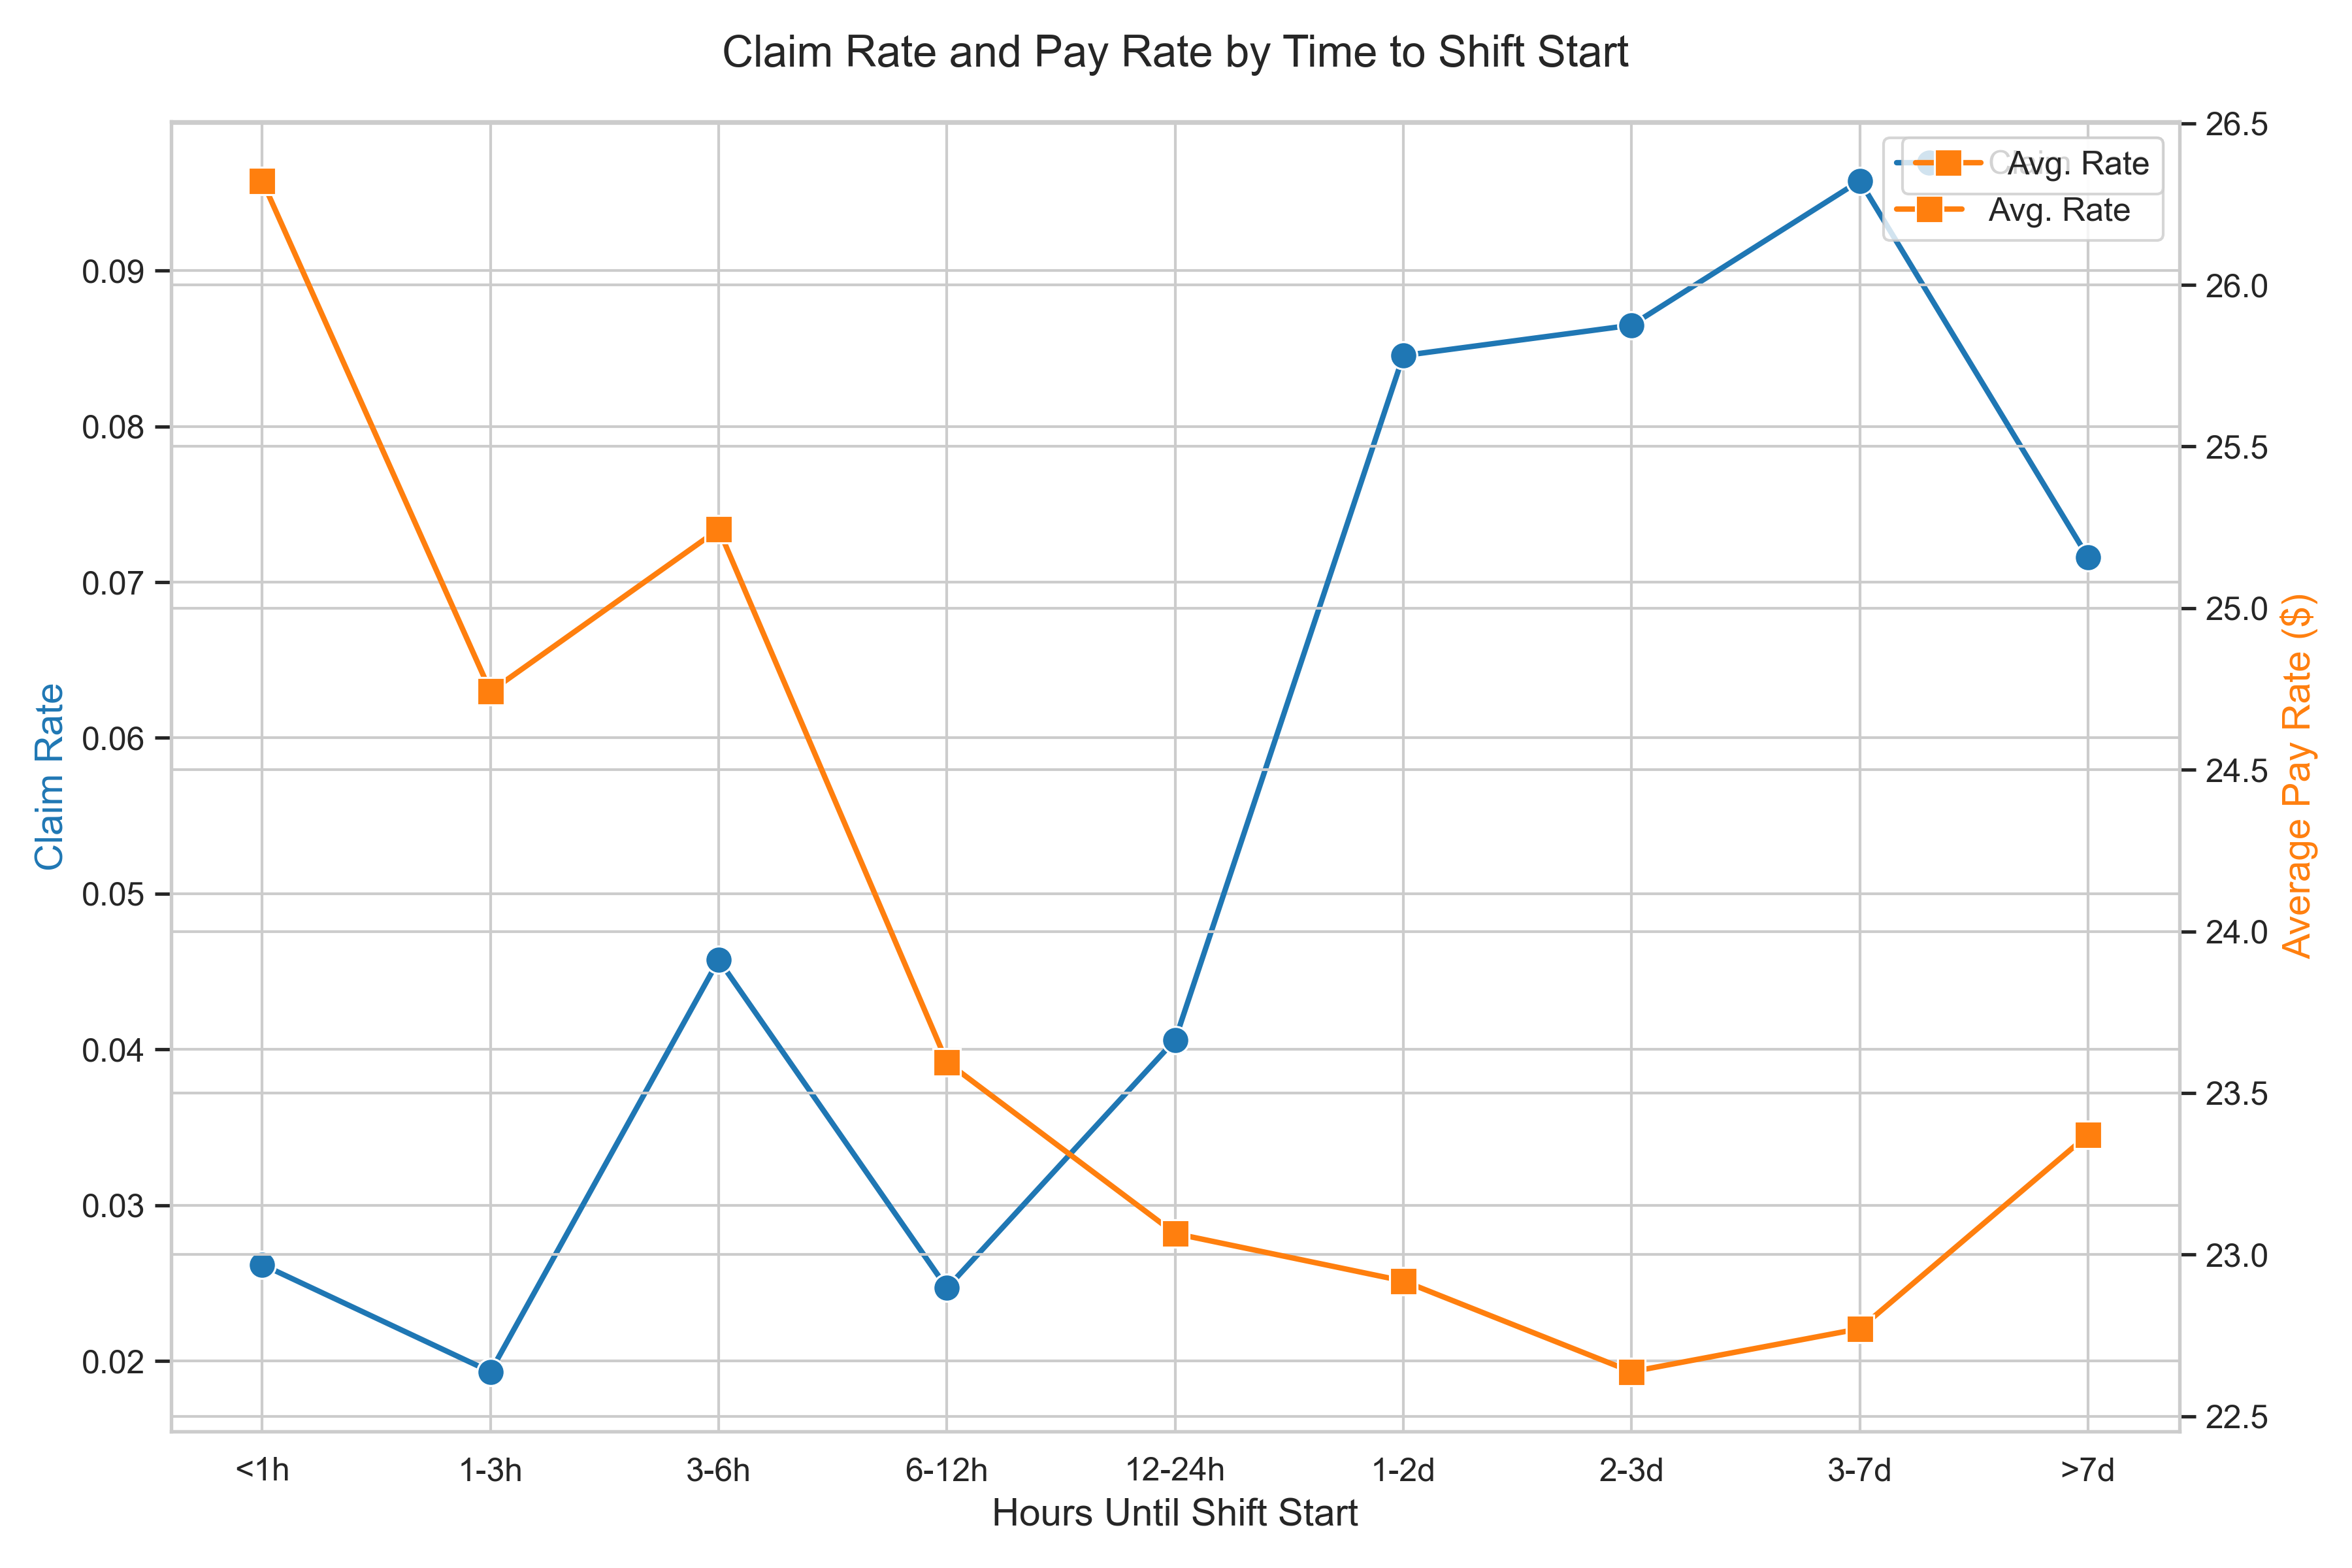 Claim Rate and Pay Rate by Time to Shift Start
Claim
Avg. Rate
Avg. Rate
Claim Rate
0.09
0.08
0.07
0.06
0.05
0.04
0.03
0.02
26.5
26.0
25.5
25.0
24.5
24.0
23.5
23.0
22.5
Average Pay Rate ($)
<1h 1-3h 3-6h 6-12h 12-24h 1-2d 2-3d 3-7d >7d
Hours Until Shift Start